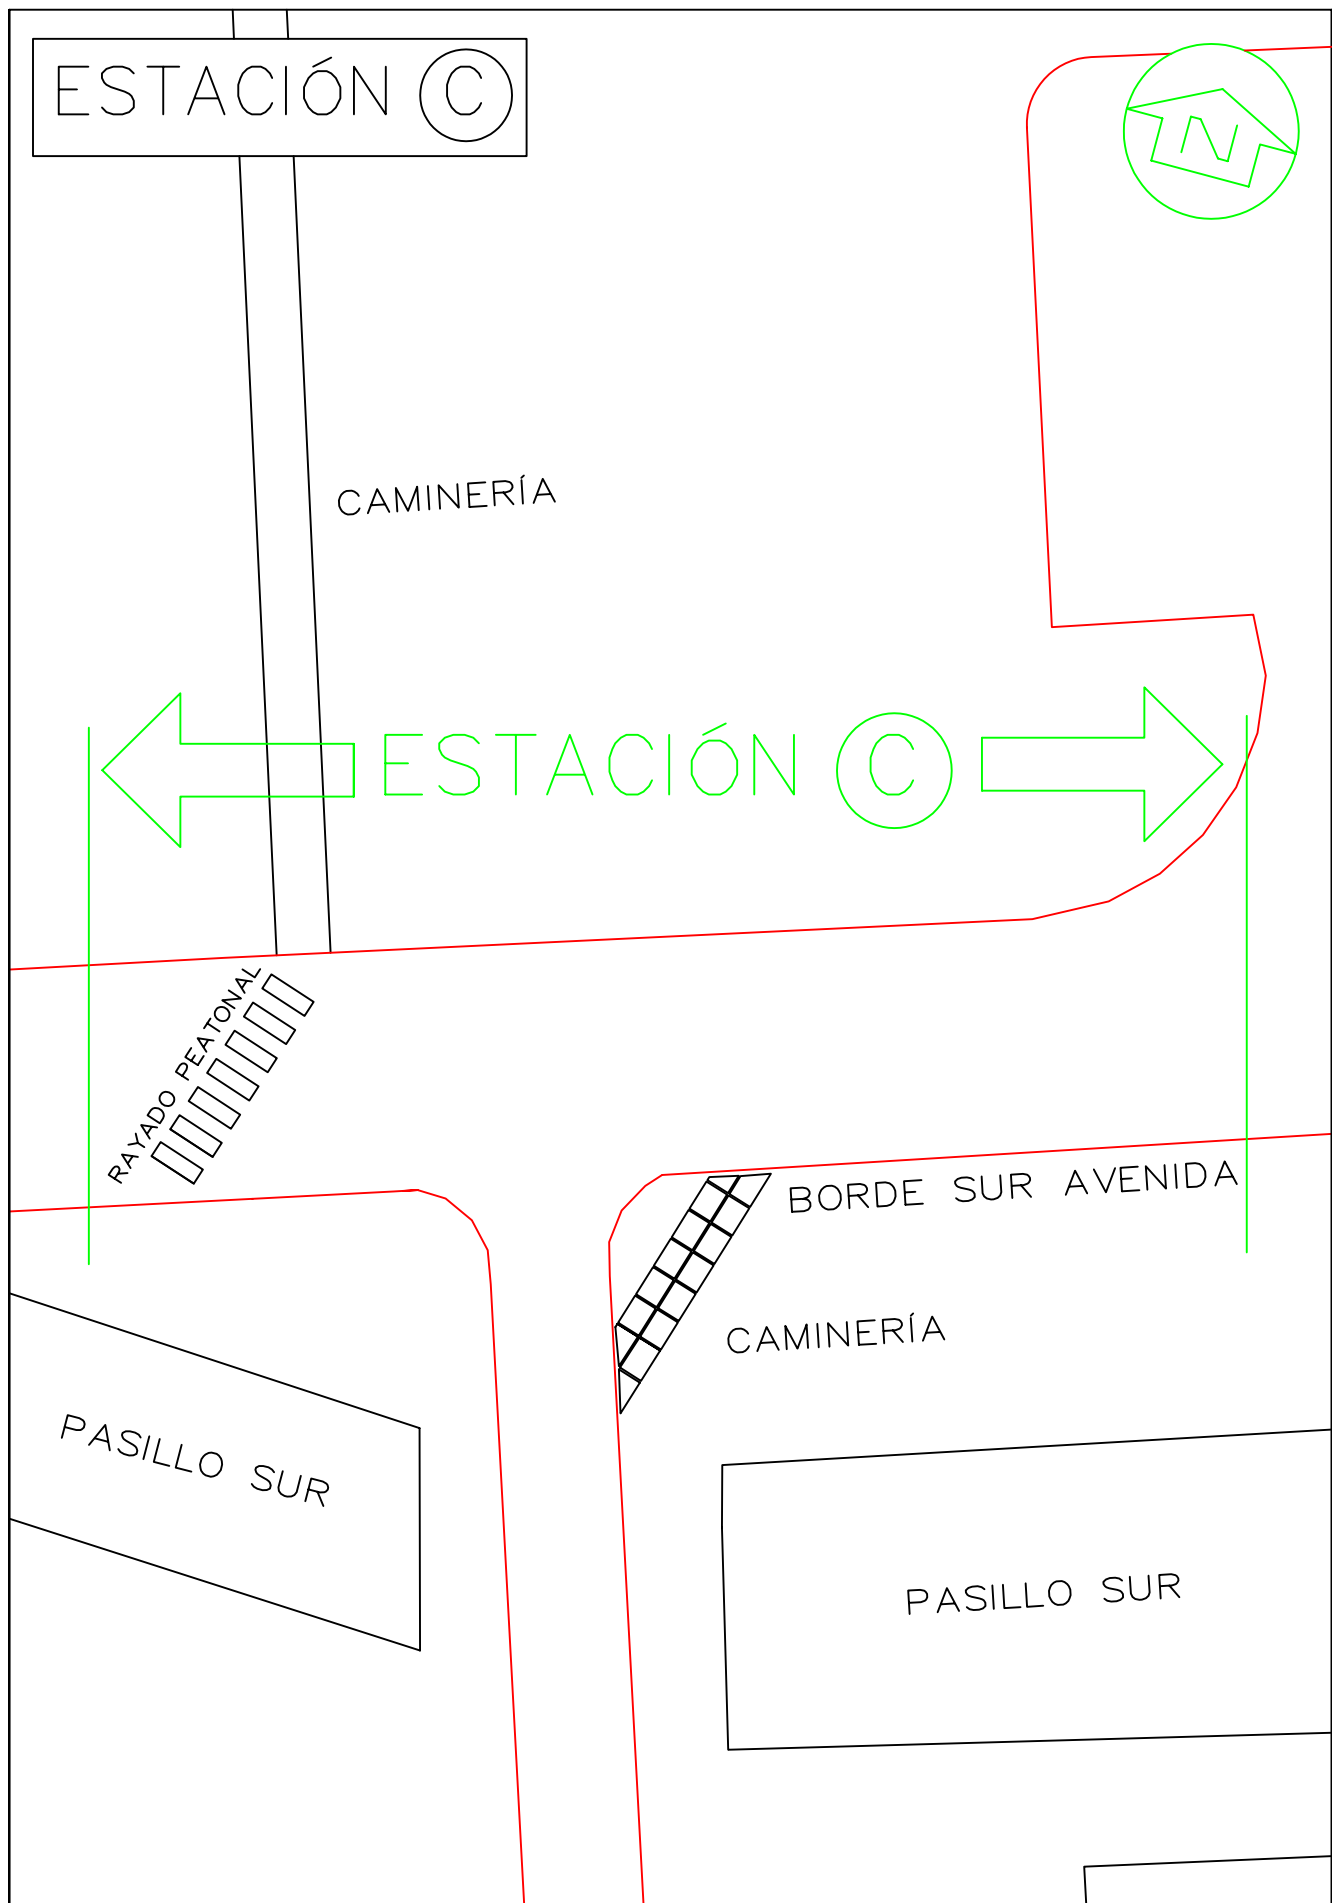 ESTACIÓN C
N
CAMINERÍA
ESTACIÓN C
RAYADO PEATONAL
BORDE SUR AVENIDA
CAMINERÍA
PASILLO SUR
PASILLO SUR